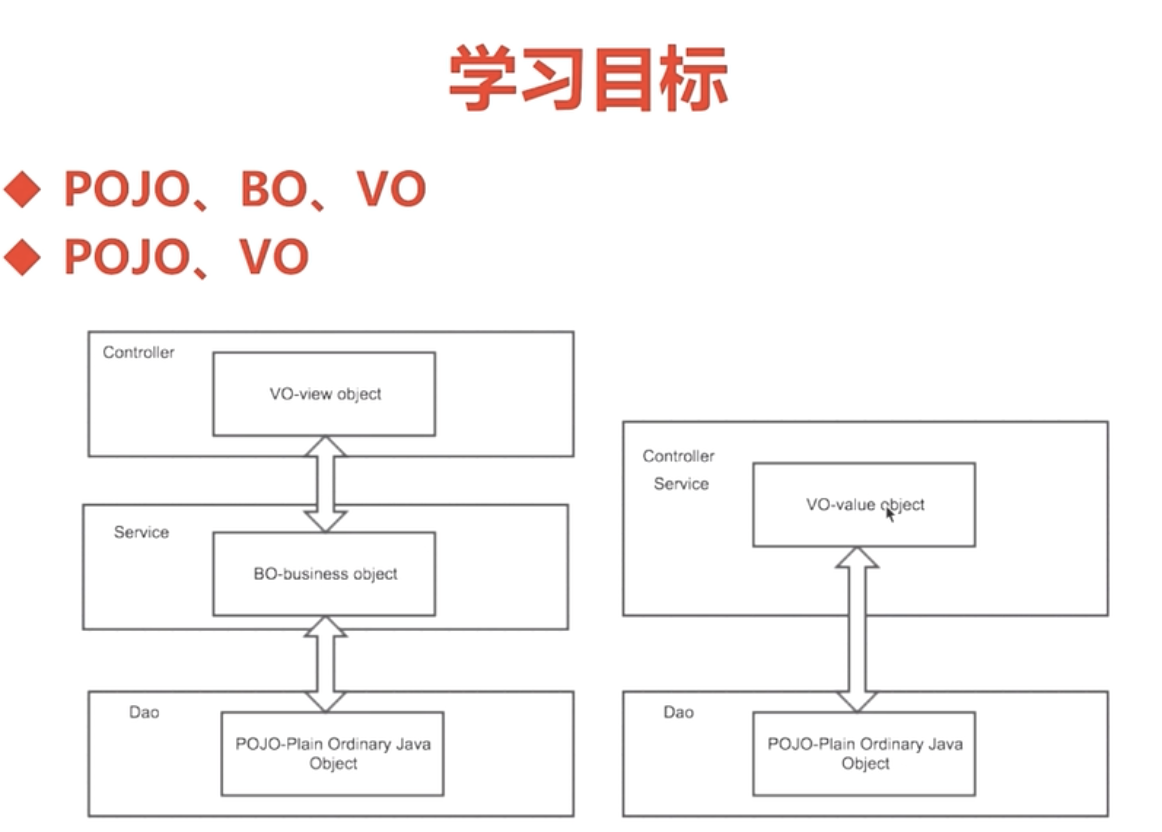 学习目标
◆ POJO、BO、VO
◆ POJO、VO
Controller
VO-view object
Service
BO-business object
Dao
POJO-Plain Ordinary Java
Object
Controller
Service
VO-value object
Dao
POJO-Plain Ordinary Java
Object